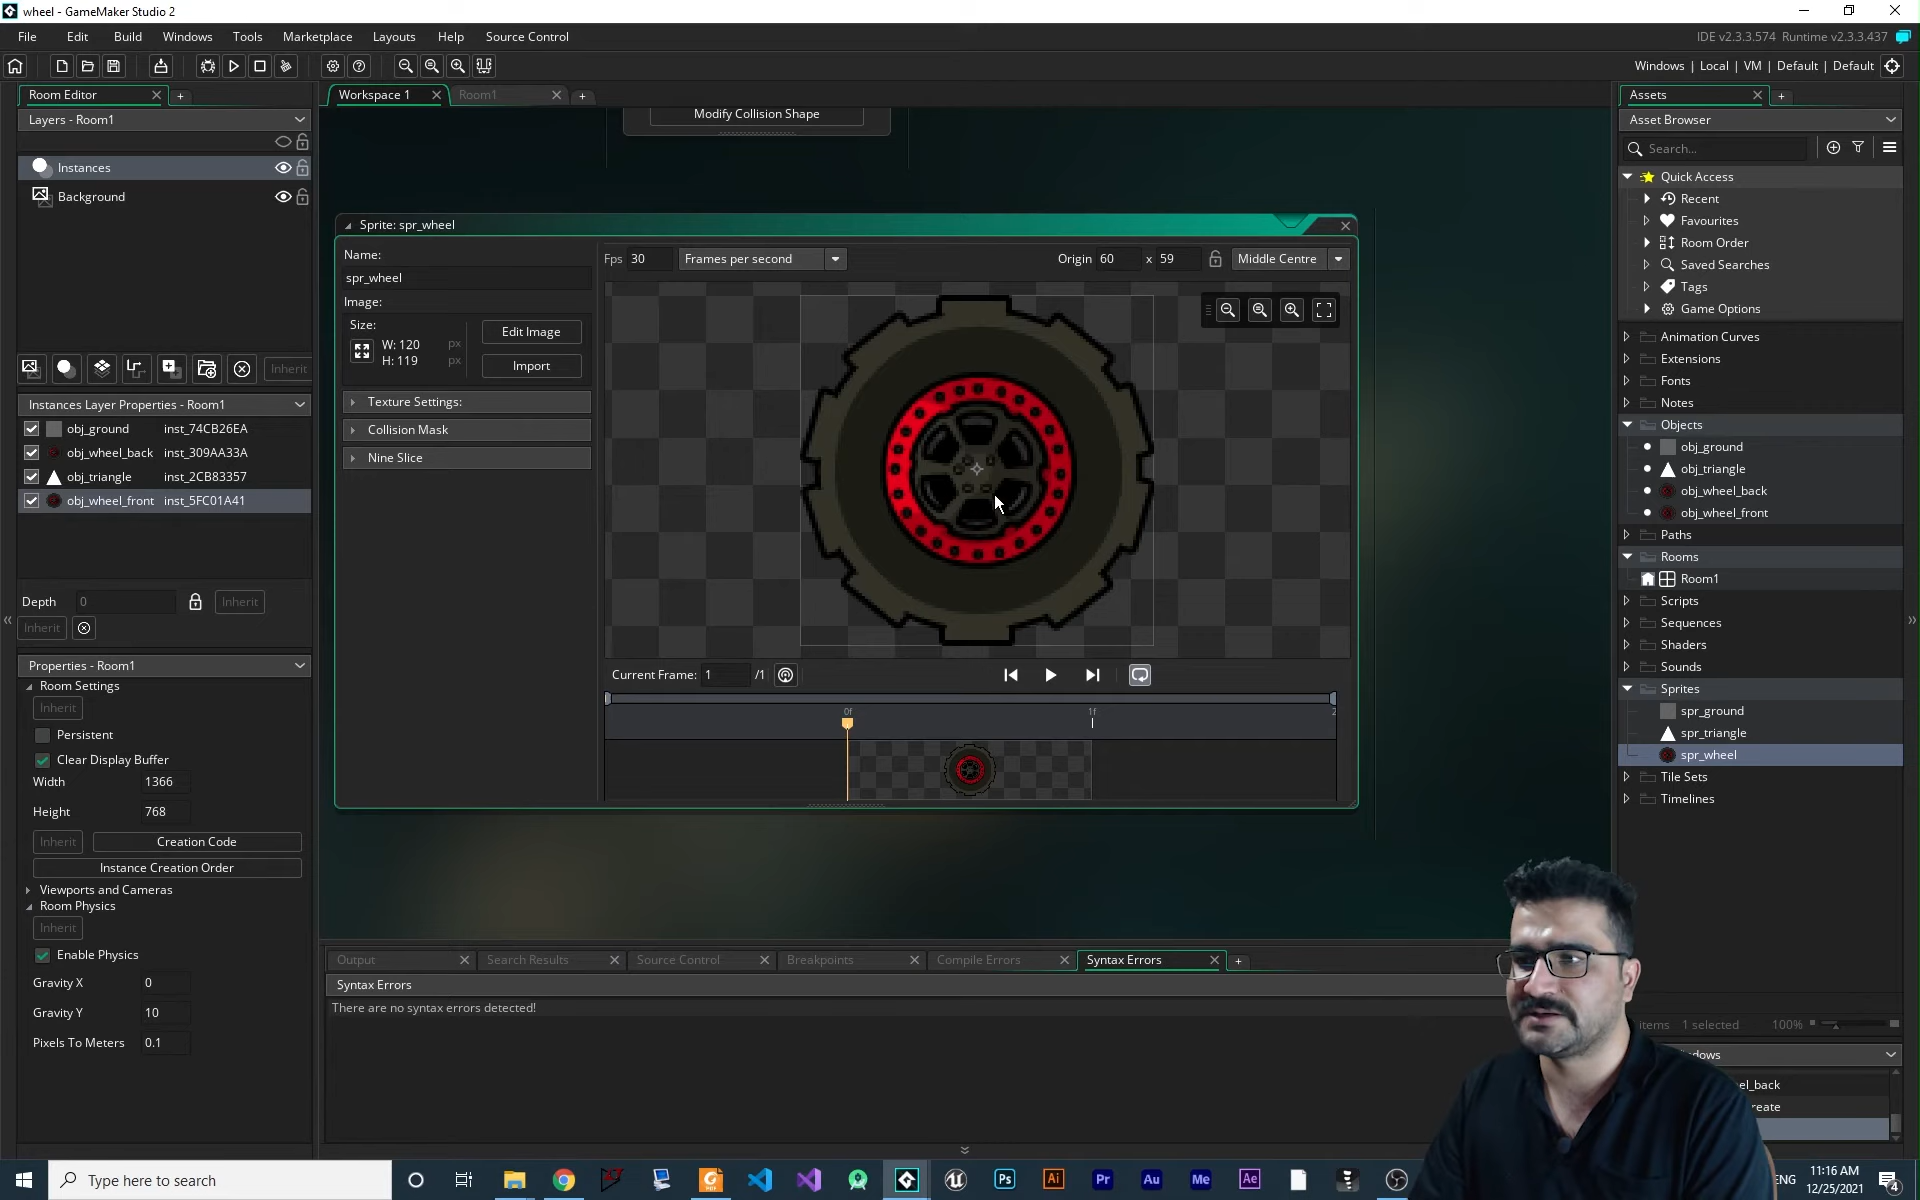 wheel - GameMaker Studio 2
File Edit Build Windows Tools Marketplace Layouts Help Source Control
IDE v2.3.3.574 Runtime v2.3.3.437
Windows | Local | VM | Default | Default
Room Editor
Layers - Room1
Instances
Background
Inherit
Instances Layer Properties - Room1
obj_ground inst_74CB26EA
obj_wheel_back inst_309AA33A
obj_triangle inst_2CB83357
obj_wheel_front inst_5FC01A41
Depth 0 Inherit
Inherit
Properties - Room1
Room Settings
Inherit
Persistent
Clear Display Buffer
Width 1366
Height 768
Inherit Creation Code
Instance Creation Order
Viewports and Cameras
Room Physics
Inherit
Enable Physics
Gravity X 0
Gravity Y 10
Pixels To Meters 0.1
Workspace 1 Room1
Modify Collision Shape
Sprite: spr_wheel
Name:
spr_wheel
Image:
Size:
W: 120 px
H: 119 px
Edit Image
Import
Texture Settings:
Collision Mask
Nine Slice
Fps 30 Frames per second Origin 60 x 59 Middle Centre
Current Frame: 1 /1
0f 1f 2
Output Search Results Source Control Breakpoints Compile Errors Syntax Errors
Syntax Errors
There are no syntax errors detected!
Assets
Asset Browser
Search...
Quick Access
Recent
Favourites
Room Order
Saved Searches
Tags
Game Options
Animation Curves
Extensions
Fonts
Notes
Objects
obj_ground
obj_triangle
obj_wheel_back
obj_wheel_front
Paths
Rooms
Room1
Scripts
Sequences
Shaders
Sounds
Sprites
spr_ground
spr_triangle
spr_wheel
Tile Sets
Timelines
items 1 selected 100%
Type here to search
Ps Ai Pr Au Me Ae
ENG
11:16 AM
12/25/2021
4